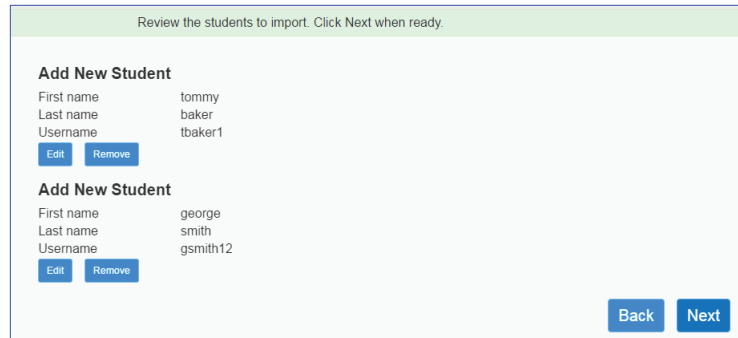 Review the students to import. Click Next when ready.
Add New Student
First name tommy
Last name baker
Username tbaker1
Edit Remove
Add New Student
First name george
Last name smith
Username gsmith12
Edit Remove
Back Next